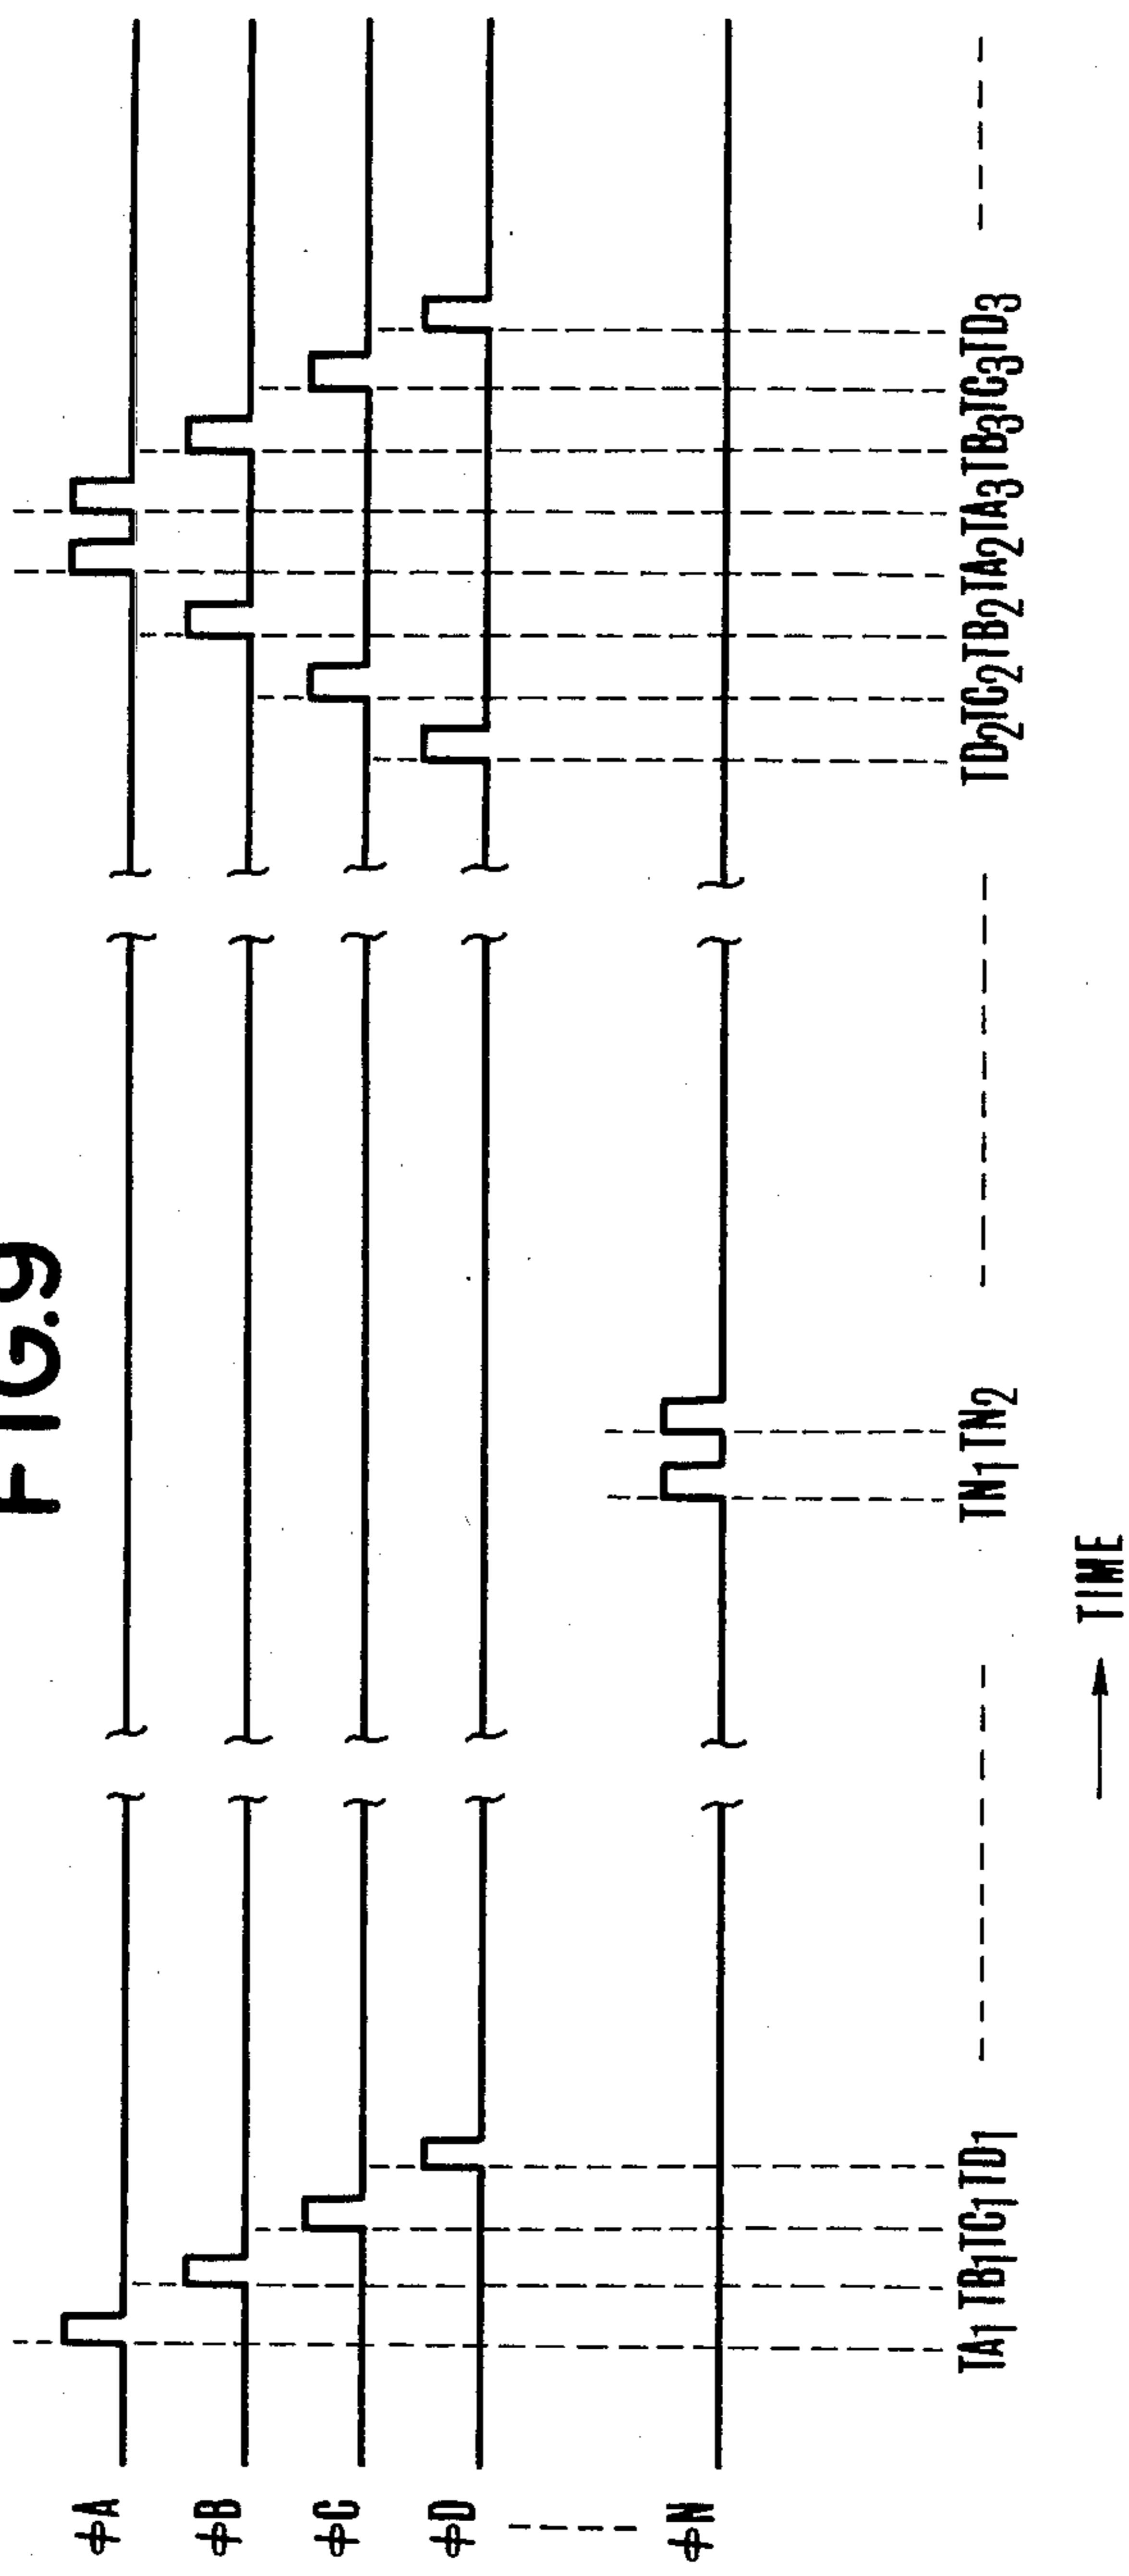 FIG.9
ϕA
ϕB
ϕC
ϕD
ϕN
TA1 TB1 TC1 TD1 TN1 TN2 TD2 TC2 TB2 TA2 TA3 TB3 TC3 TD3
TIME